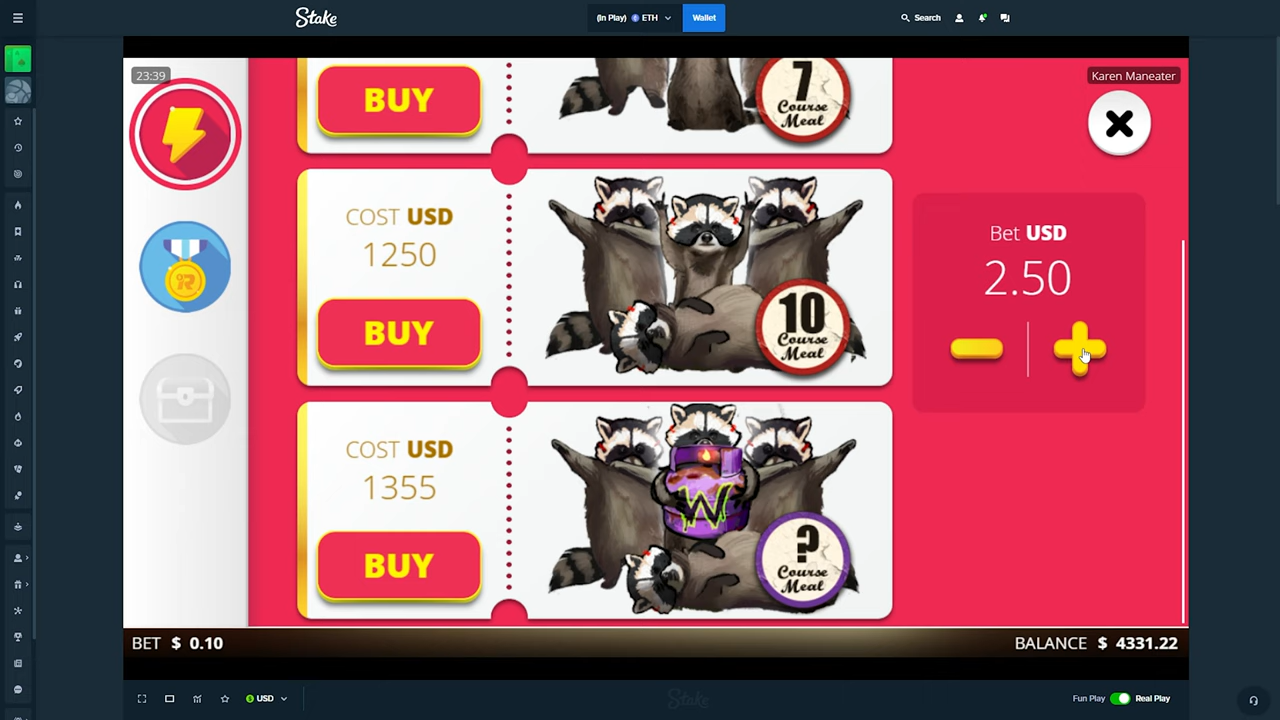 Stake
(In Play) ETH
Wallet
Search
23:39
Karen Maneater
BUY
7
Course
Meal
COST USD
1250
BUY
10
Course
Meal
Bet USD
2.50
COST USD
1355
BUY
W
?
Course
Meal
BET $ 0.10
BALANCE $ 4331.22
USD
Stake
Fun Play
Real Play